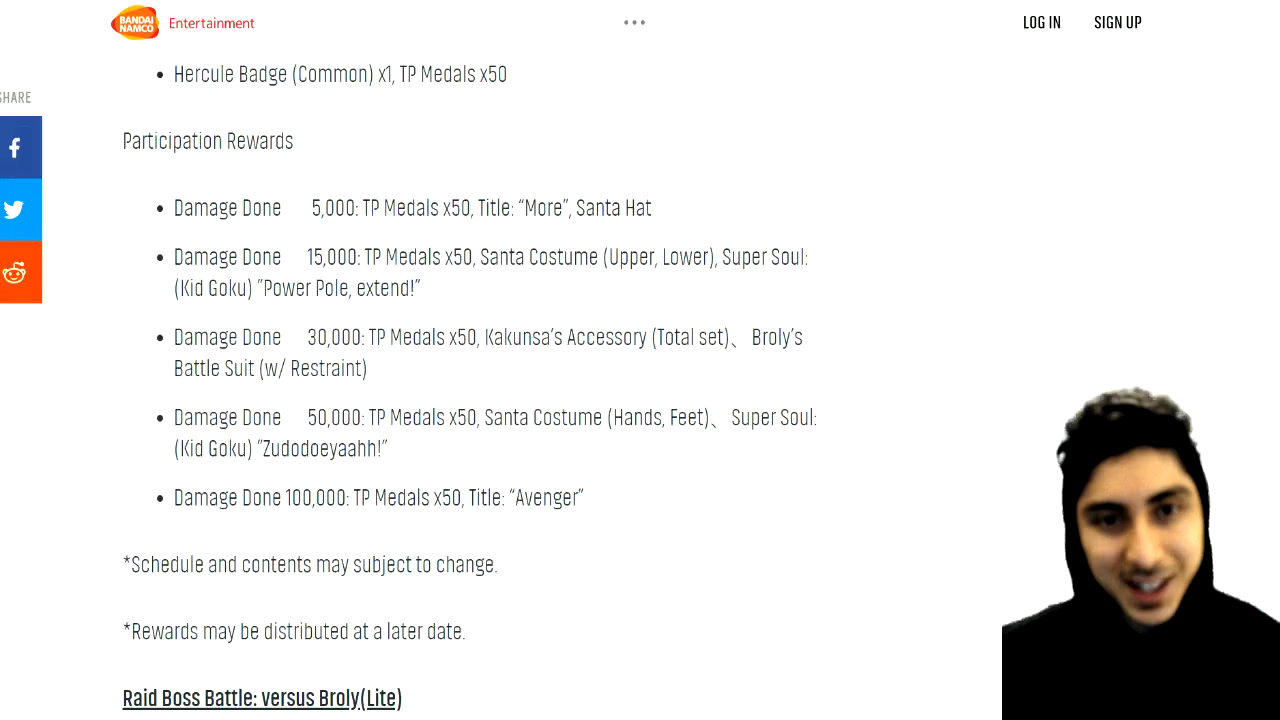 BANDAI
NAMCO
Entertainment
•••
LOG IN
SIGN UP
• Hercule Badge (Common) x1, TP Medals x50
SHARE
Participation Rewards
• Damage Done 5,000: TP Medals x50, Title: “More”, Santa Hat
• Damage Done 15,000: TP Medals x50, Santa Costume (Upper, Lower), Super Soul:
(Kid Goku) ”Power Pole, extend!”
• Damage Done 30,000: TP Medals x50, Kakunsa’s Accessory (Total set)、 Broly’s
Battle Suit (w/ Restraint)
• Damage Done 50,000: TP Medals x50, Santa Costume (Hands, Feet)、 Super Soul:
(Kid Goku) ”Zudodoeyaahh!”
• Damage Done 100,000: TP Medals x50, Title: “Avenger”
*Schedule and contents may subject to change.
*Rewards may be distributed at a later date.
Raid Boss Battle: versus Broly(Lite)